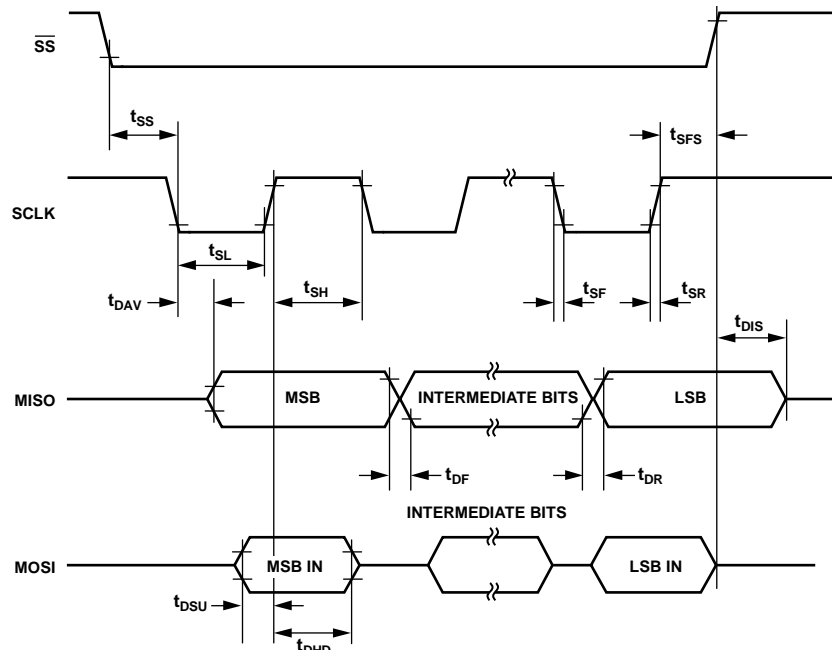 SS
tSS
tSFS
SCLK
tSL
tSH
tSF
tSR
tDAV
tDIS
MISO
MSB
INTERMEDIATE BITS
LSB
tDF
tDR
INTERMEDIATE BITS
MOSI
MSB IN
LSB IN
tDSU
tDHD